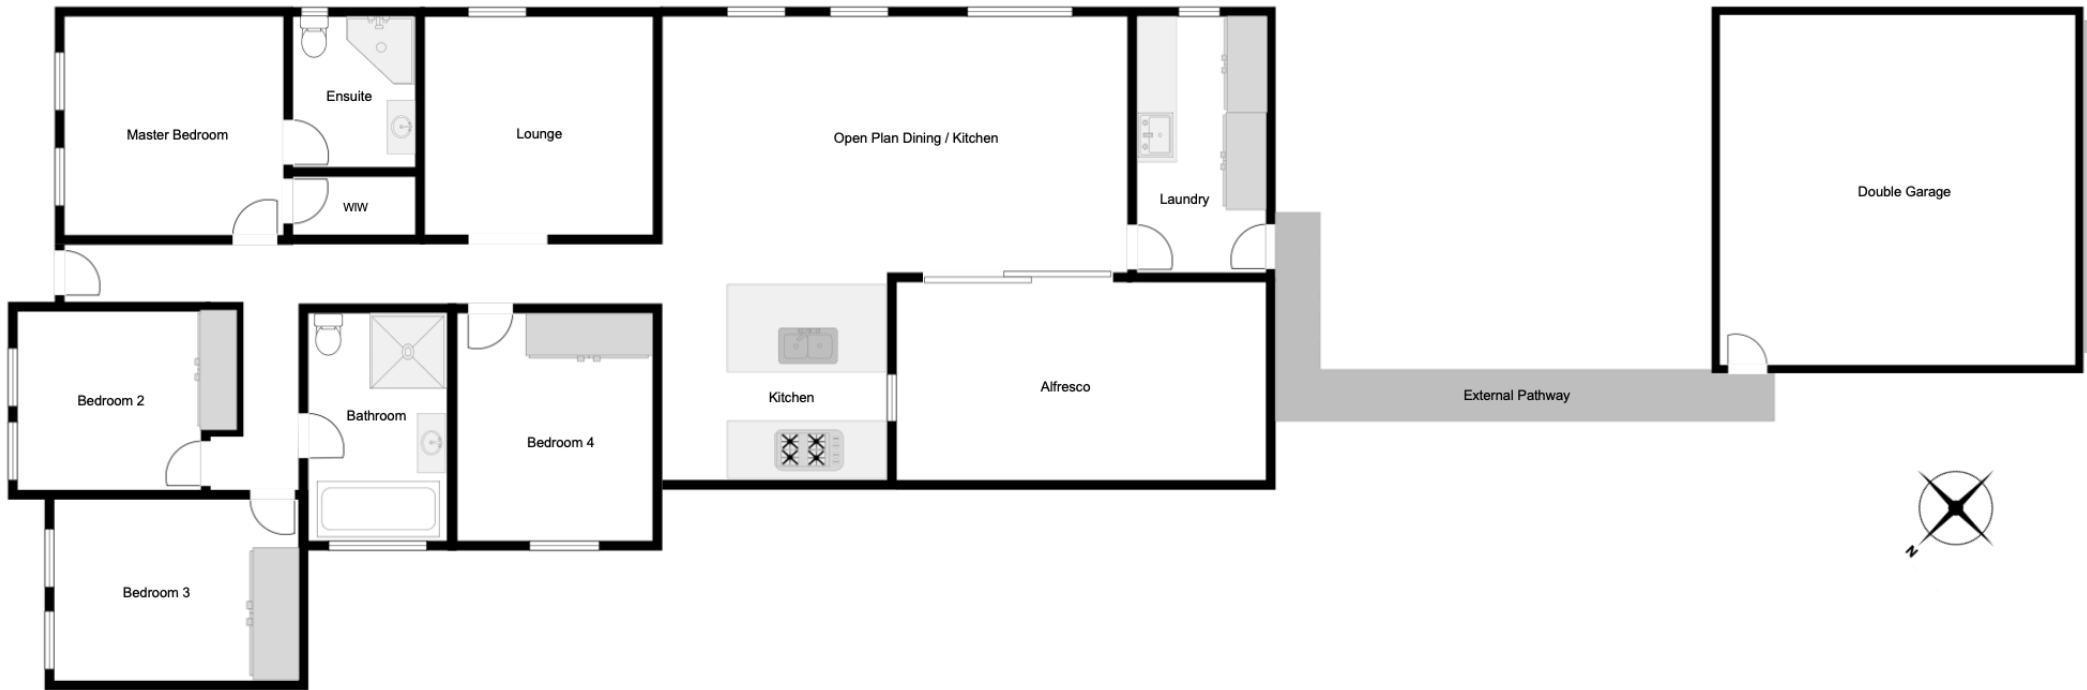 Master Bedroom
Ensuite
WIW
Lounge
Open Plan Dining / Kitchen
Laundry
Double Garage
Bedroom 2
Bathroom
Bedroom 4
Kitchen
Alfresco
External Pathway
Bedroom 3
N